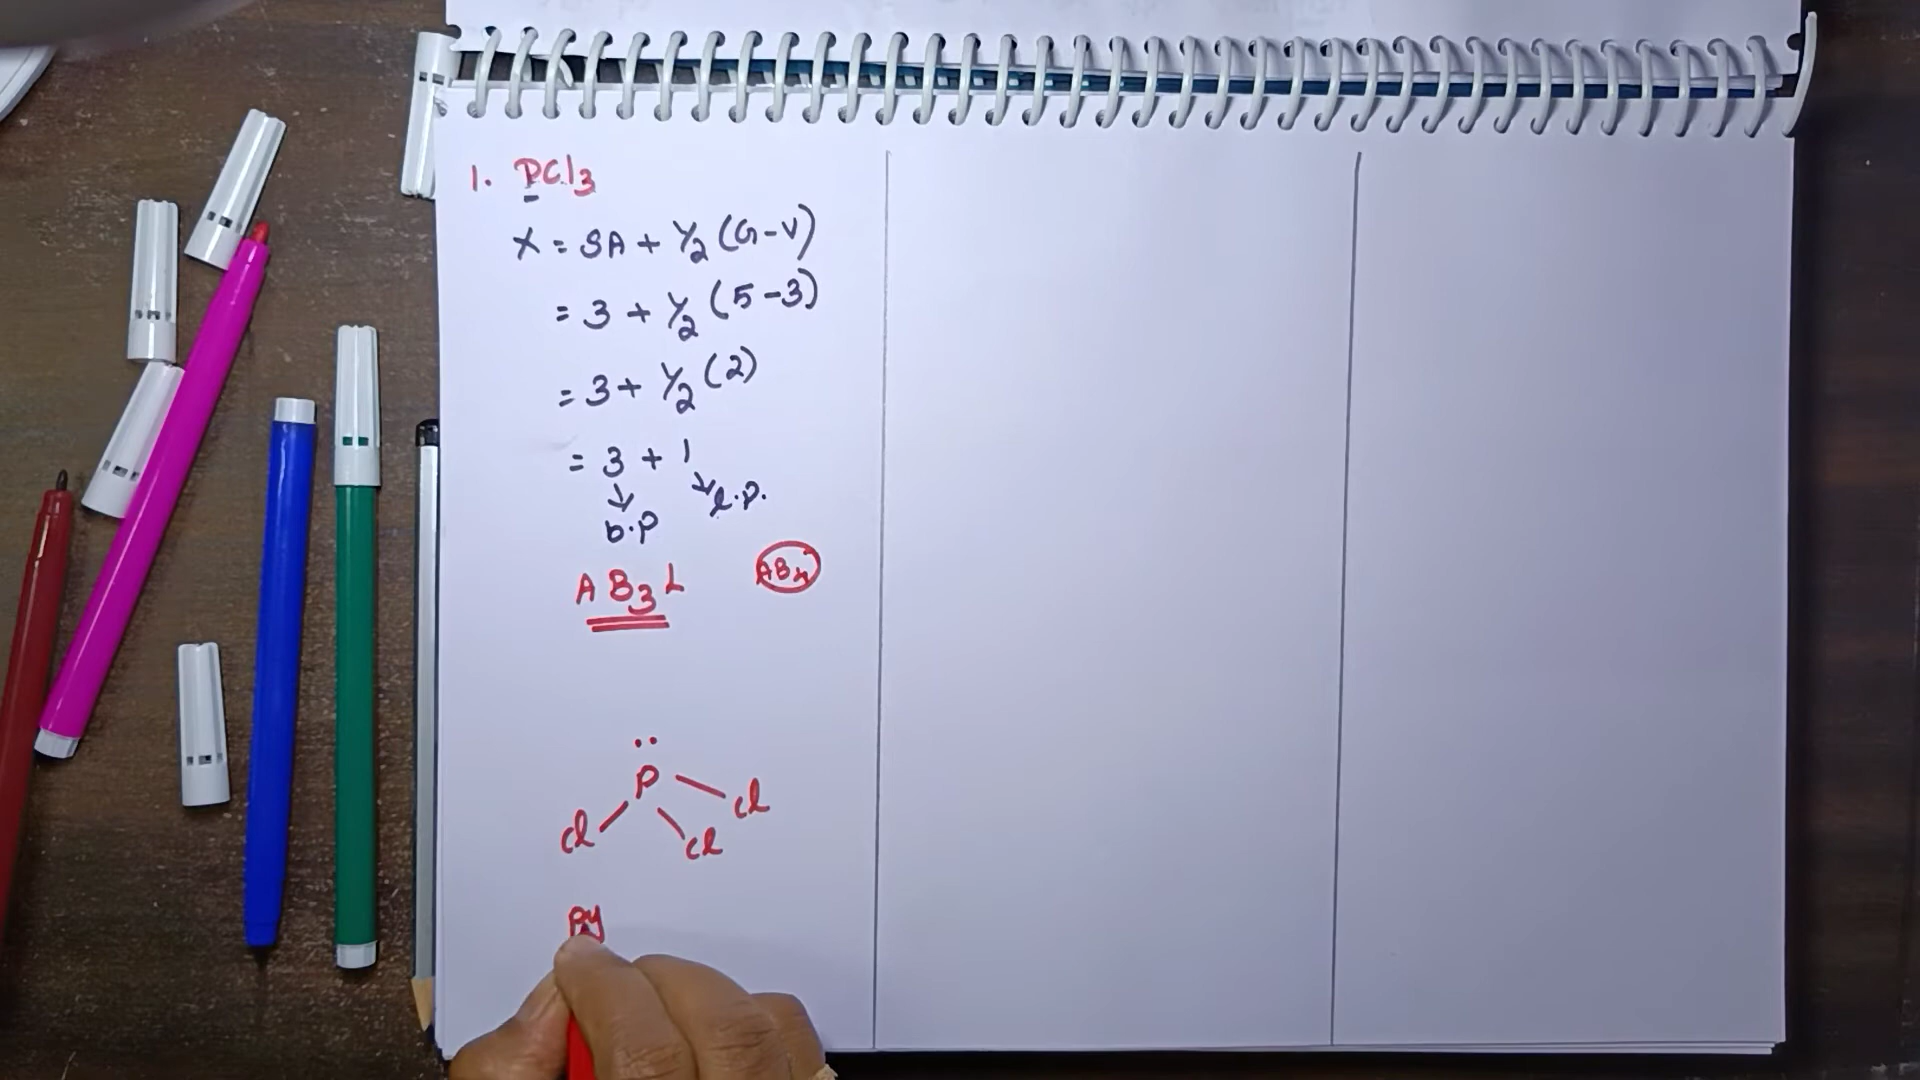 1. PCl3
X = SA + 1/2 (G-V)
= 3 + 1/2 (5-3)
= 3 + 1/2 (2)
= 3 + 1
b.p l.p.
AB3L AB4
..
P
Cl Cl Cl
Py